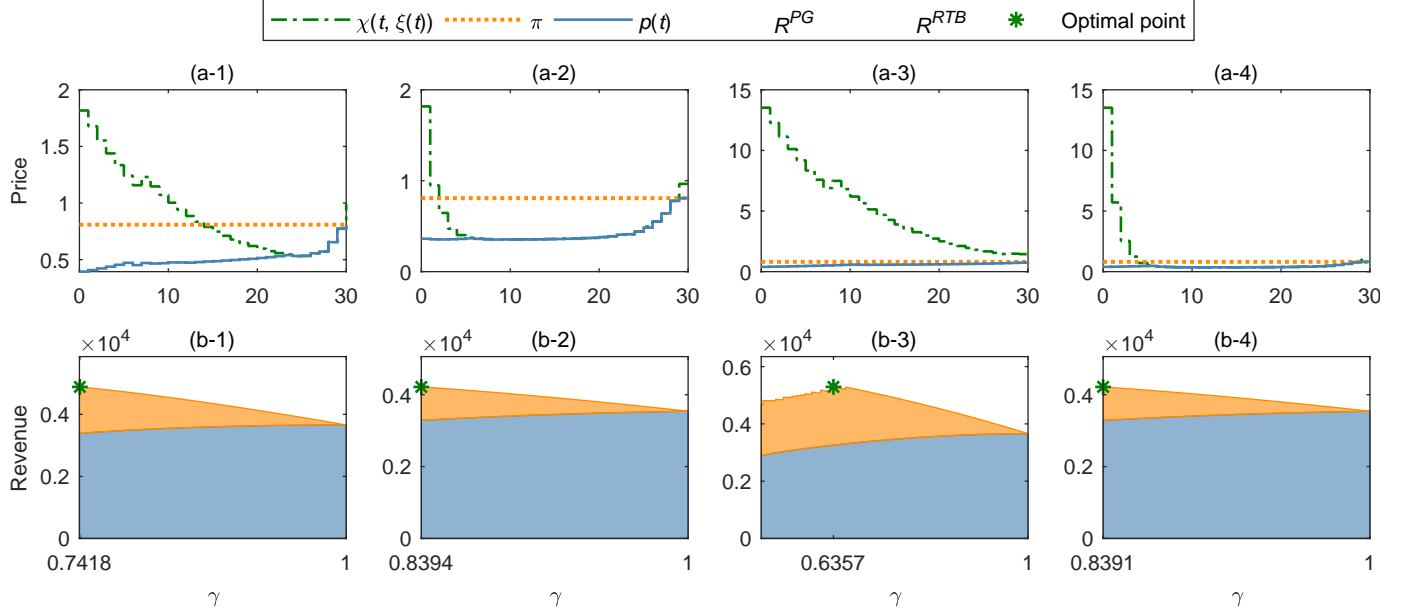 χ(t, ξ(t)) π p(t) R^PG R^RTB Optimal point
(a-1) (a-2) (a-3) (a-4)
Price
2
1.5
1
0.5
0 10 20 30
2
1
0
0 10 20 30
15
10
5
0
0 10 20 30
15
10
5
0
0 10 20 30
(b-1) (b-2) (b-3) (b-4)
Revenue
×10^4
0.4
0.2
0
0.7418 1
γ
×10^4
0.4
0.2
0
0.8394 1
γ
×10^4
0.6
0.4
0.2
0
0.6357 1
γ
×10^4
0.4
0.2
0
0.8391 1
γ